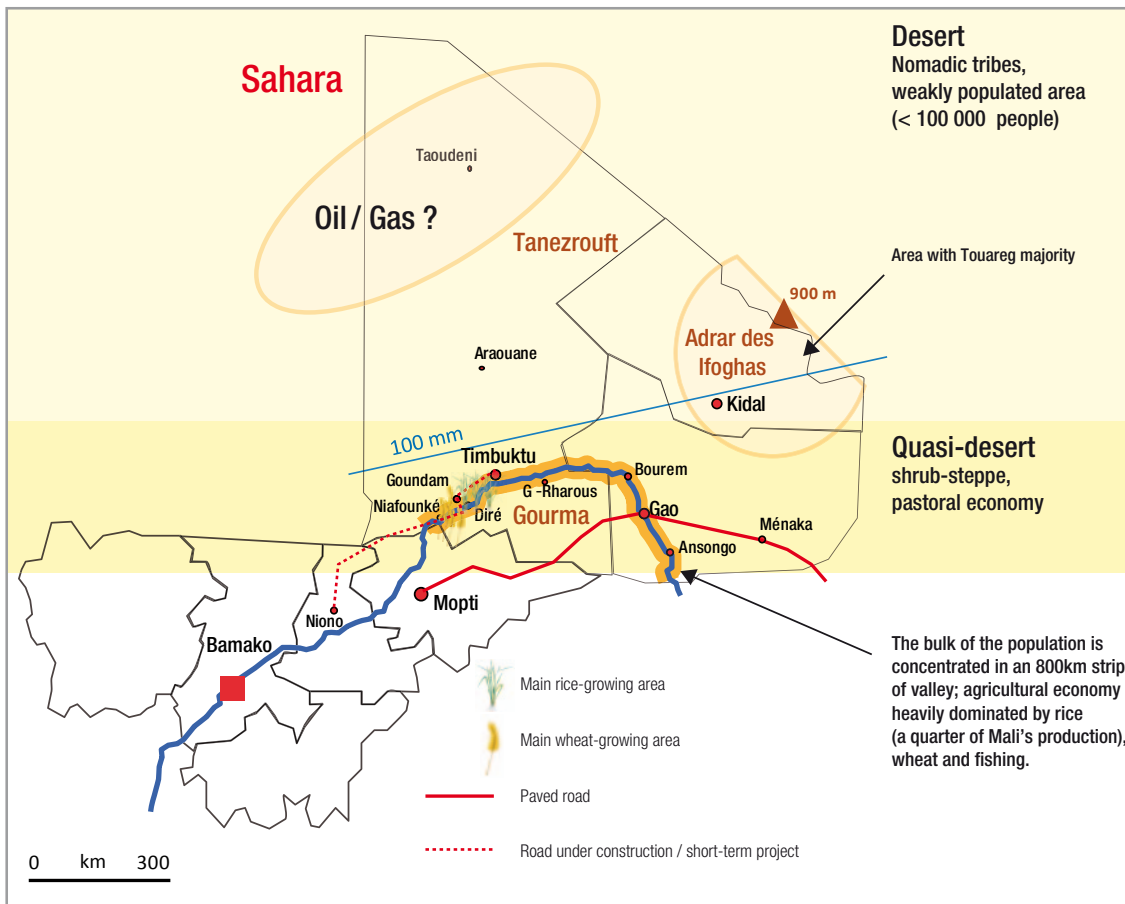 Desert
Nomadic tribes,
weakly populated area
(< 100 000 people)
Sahara
Taoudeni
Oil / Gas ?
Tanezrouft
Area with Touareg majority
900 m
Adrar des
Ifoghas
Araouane
Kidal
100 mm
Quasi-desert
shrub-steppe,
pastoral economy
Timbuktu
Goundam
Bourem
G -Rharous
Niafounké
Diré
Gourma
Gao
Ménaka
Ansongo
Mopti
Niono
Bamako
The bulk of the population is
concentrated in an 800km strip
of valley; agricultural economy
heavily dominated by rice
(a quarter of Mali's production),
wheat and fishing.
Main rice-growing area
Main wheat-growing area
Paved road
Road under construction / short-term project
0 km 300